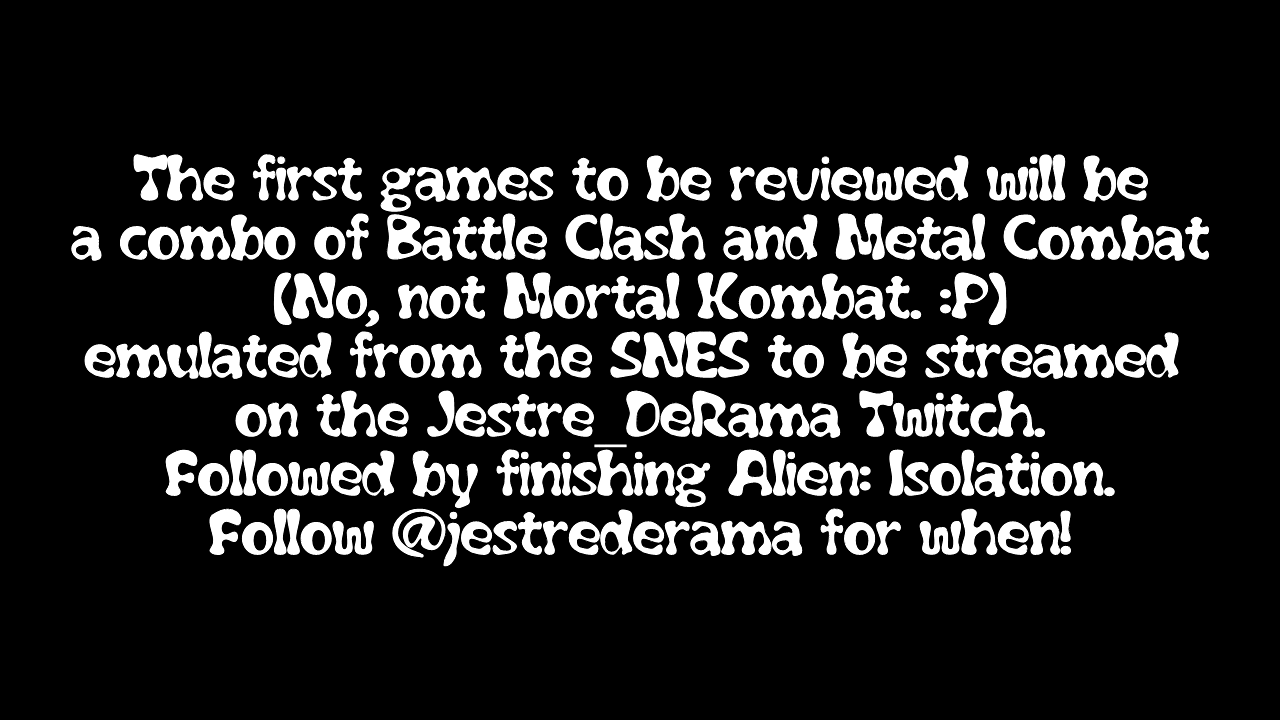 The first games to be reviewed will be
a combo of Battle Clash and Metal Combat
(No, not Mortal Kombat. :P)
emulated from the SNES to be streamed
on the Jestre_DeRama Twitch.
Followed by finishing Alien: Isolation.
Follow @jestrederama for when!